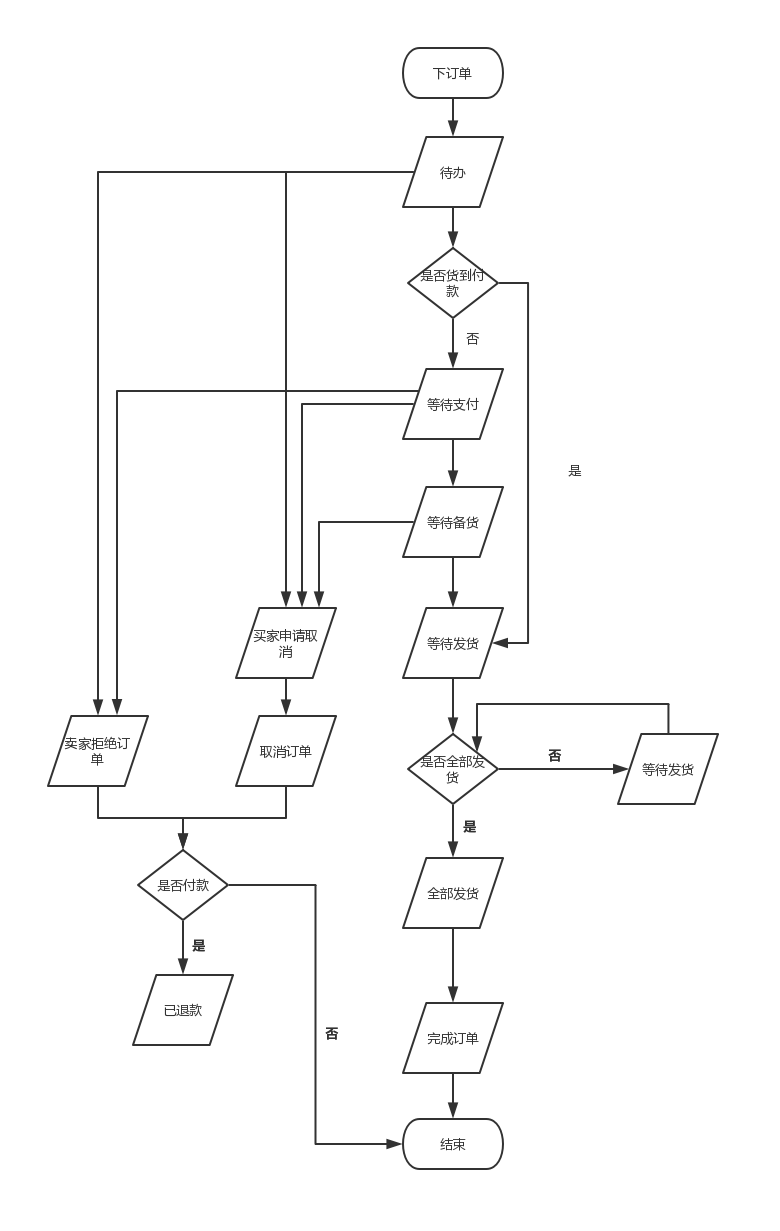 下订单
待办
是否货到付
款
否
等待支付
是
等待备货
买家申请取
消
等待发货
卖家拒绝订
单
取消订单
是否全部发
货
否
等待发货
是
是否付款
全部发货
是
已退款
否
完成订单
结束